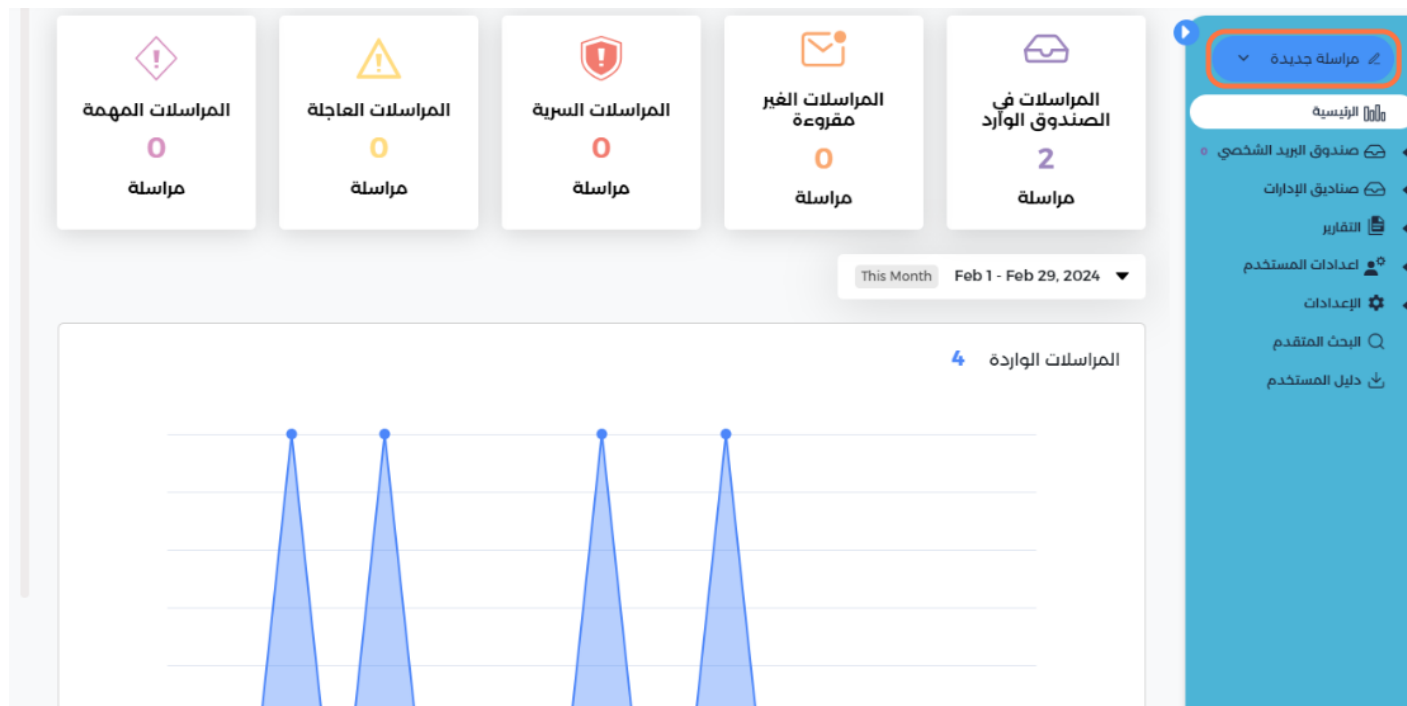 مراسلة جديدة
الرئيسية
صندوق البريد الشخصي 0
صناديق الإدارات
التقارير
اعدادات المستخدم
الإعدادات
البحث المتقدم
دليل المستخدم
المراسلات في
الصندوق الوارد
2
مراسلة
المراسلات الغير
مقروءة
0
مراسلة
المراسلات السرية
0
مراسلة
المراسلات العاجلة
0
مراسلة
المراسلات المهمة
0
مراسلة
This Month Feb 1 - Feb 29, 2024
المراسلات الواردة 4